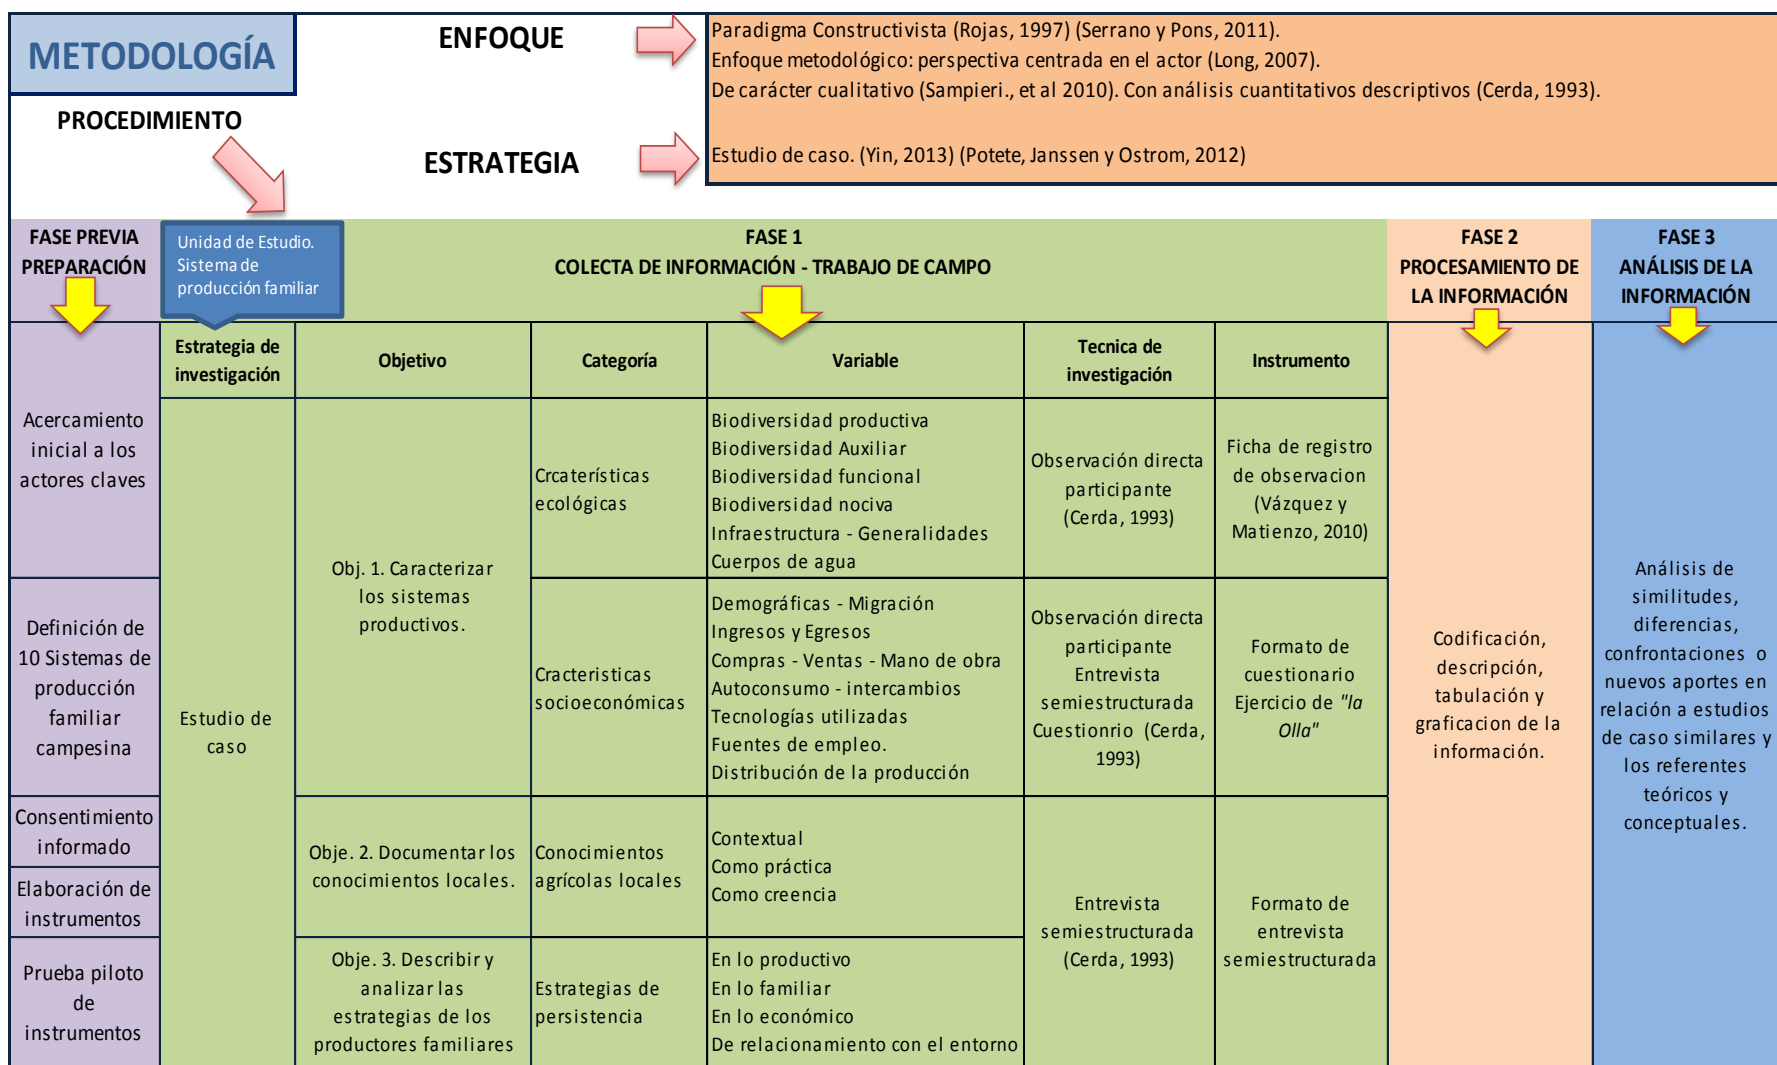 METODOLOGÍA
ENFOQUE
Paradigma Constructivista (Rojas, 1997) (Serrano y Pons, 2011).
Enfoque metodológico: perspectiva centrada en el actor (Long, 2007).
De carácter cualitativo (Sampieri., et al 2010). Con análisis cuantitativos descriptivos (Cerda, 1993).
PROCEDIMIENTO
ESTRATEGIA
Estudio de caso. (Yin, 2013) (Potete, Janssen y Ostrom, 2012)
FASE PREVIA
PREPARACIÓN
Unidad de Estudio.
Sistema de
producción familiar
FASE 1
COLECTA DE INFORMACIÓN - TRABAJO DE CAMPO
FASE 2
PROCESAMIENTO DE
LA INFORMACIÓN
FASE 3
ANÁLISIS DE LA
INFORMACIÓN
Estrategia de
investigación
Objetivo
Categoría
Variable
Tecnica de
investigación
Instrumento
Acercamiento
inicial a los
actores claves
Definición de
10 Sistemas de
producción
familiar
campesina
Consentimiento
informado
Elaboración de
instrumentos
Prueba piloto
de
instrumentos
Estudio de
caso
Obj. 1. Caracterizar
los sistemas
productivos.
Crcaterísticas
ecológicas
Biodiversidad productiva
Biodiversidad Auxiliar
Biodiversidad funcional
Biodiversidad nociva
Infraestructura - Generalidades
Cuerpos de agua
Observación directa
participante
(Cerda, 1993)
Ficha de registro
de observacion
(Vázquez y
Matienzo, 2010)
Cracteristicas
socioeconómicas
Demográficas - Migración
Ingresos y Egresos
Compras - Ventas - Mano de obra
Autoconsumo - intercambios
Tecnologías utilizadas
Fuentes de empleo.
Distribución de la producción
Observación directa
participante
Entrevista
semiestructurada
Cuestionrio (Cerda,
1993)
Formato de
cuestionario
Ejercicio de "la
Olla"
Obje. 2. Documentar los
conocimientos locales.
Conocimientos
agrícolas locales
Contextual
Como práctica
Como creencia
Entrevista
semiestructurada
(Cerda, 1993)
Formato de
entrevista
semiestructurada
Obje. 3. Describir y
analizar las
estrategias de los
productores familiares
Estrategias de
persistencia
En lo productivo
En lo familiar
En lo económico
De relacionamiento con el entorno
Codificación,
descripción,
tabulación y
graficacion de la
información.
Análisis de
similitudes,
diferencias,
confrontaciones o
nuevos aportes en
relación a estudios
de caso similares y
los referentes
teóricos y
conceptuales.